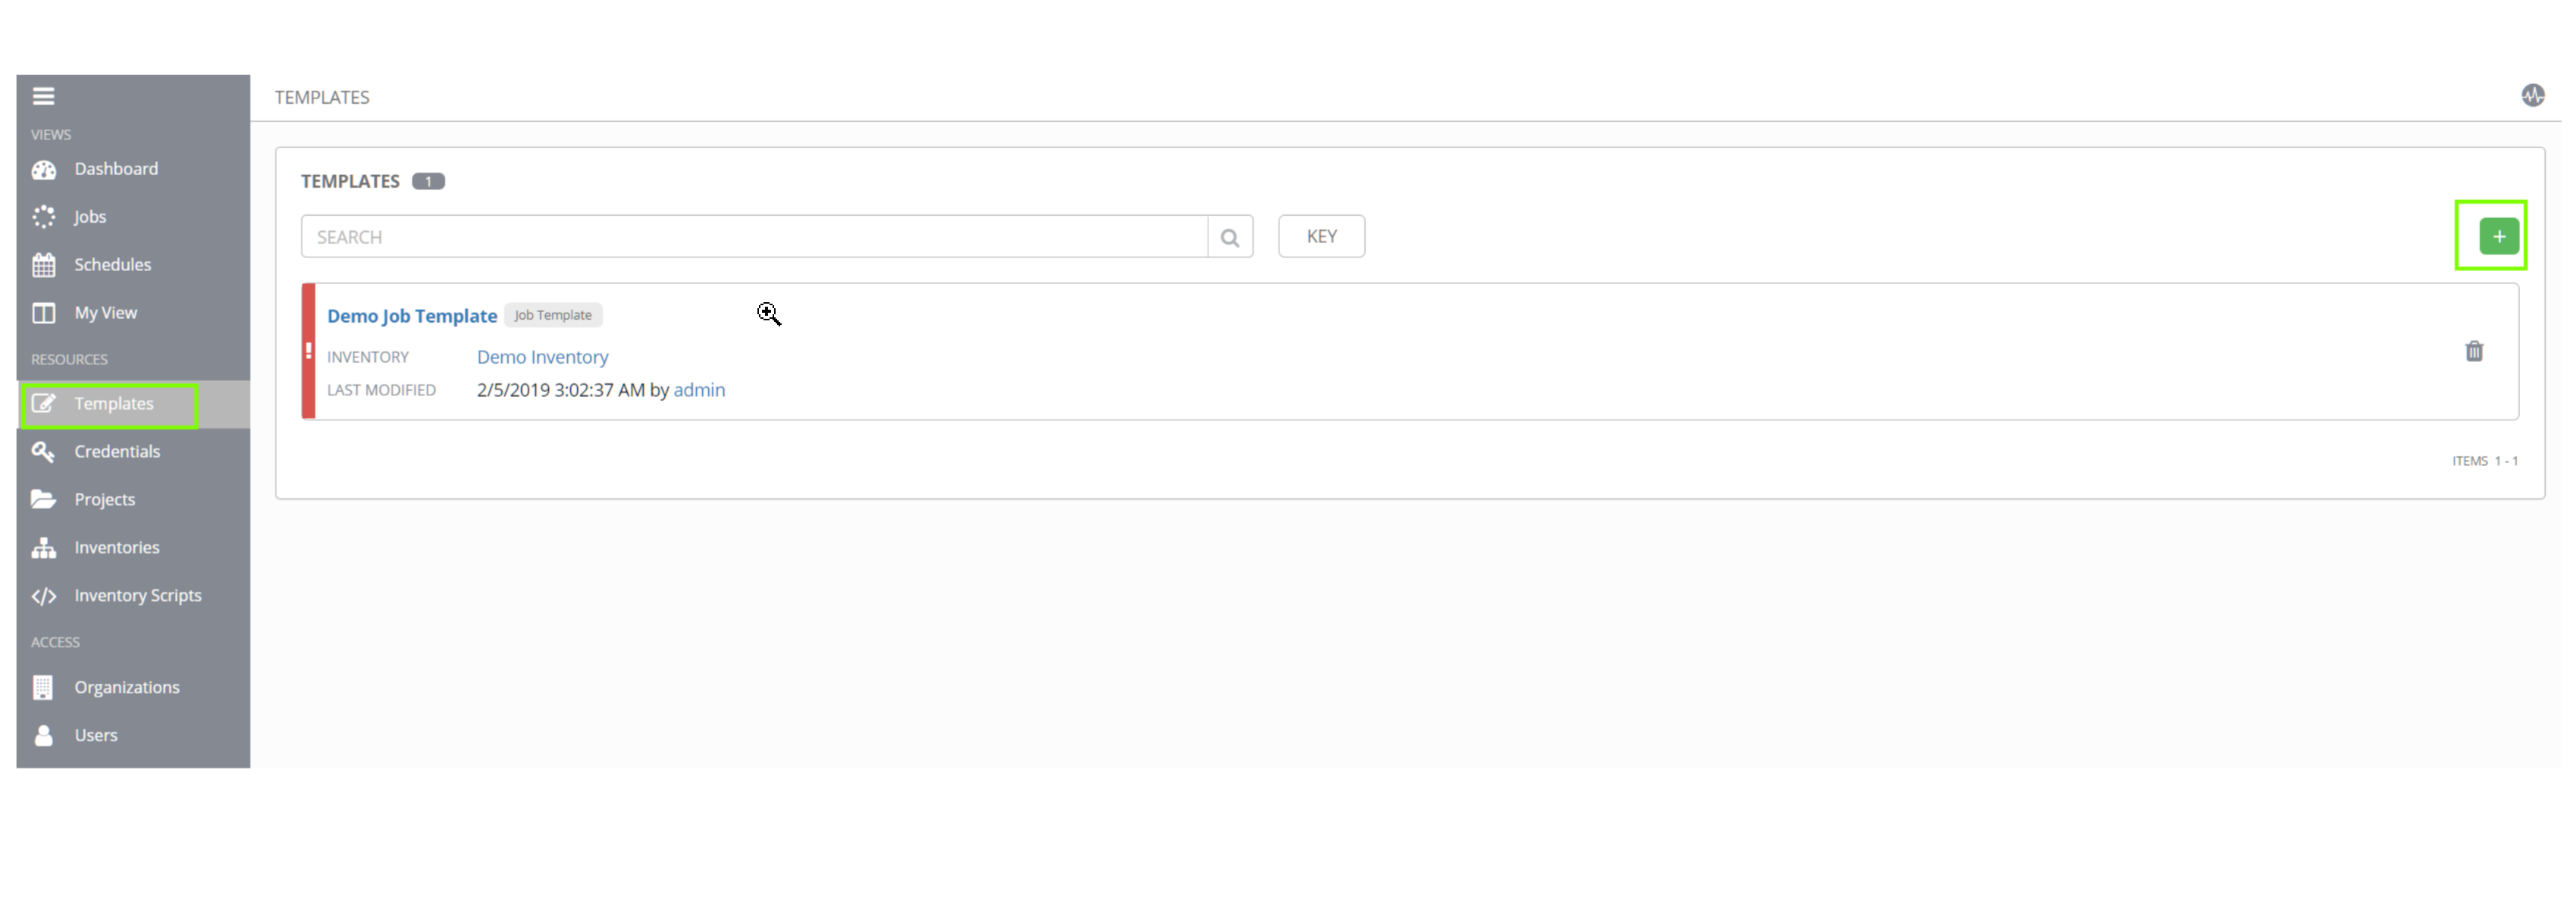 TEMPLATES
VIEWS
Dashboard
Jobs
Schedules
My View
RESOURCES
Templates
Credentials
Projects
Inventories
Inventory Scripts
ACCESS
Organizations
Users
TEMPLATES 1
SEARCH KEY +
Demo Job Template Job Template
INVENTORY Demo Inventory
LAST MODIFIED 2/5/2019 3:02:37 AM by admin
ITEMS 1 - 1